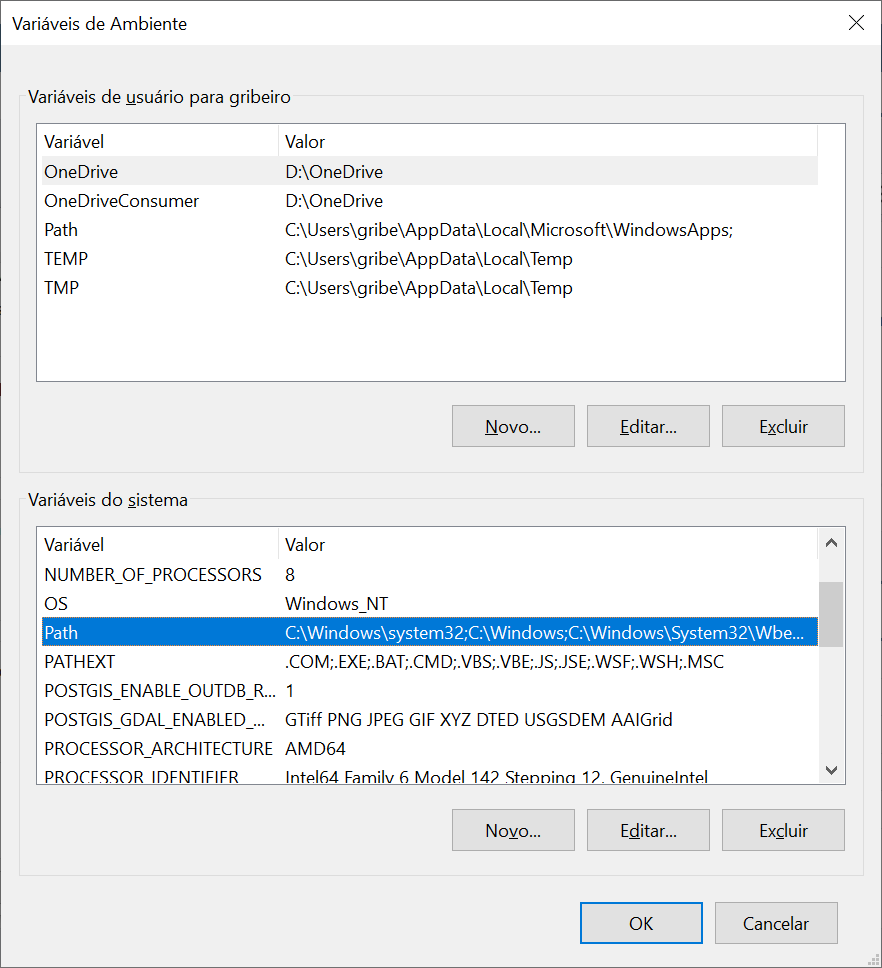 Variáveis de Ambiente
Variáveis de usuário para gribeiro
Variável Valor
OneDrive D:\OneDrive
OneDriveConsumer D:\OneDrive
Path C:\Users\gribe\AppData\Local\Microsoft\WindowsApps;
TEMP C:\Users\gribe\AppData\Local\Temp
TMP C:\Users\gribe\AppData\Local\Temp
Novo... Editar... Excluir
Variáveis do sistema
Variável Valor
NUMBER_OF_PROCESSORS 8
OS Windows_NT
Path C:\Windows\system32;C:\Windows;C:\Windows\System32\Wbe...
PATHEXT .COM;.EXE;.BAT;.CMD;.VBS;.VBE;.JS;.JSE;.WSF;.WSH;.MSC
POSTGIS_ENABLE_OUTDB_R... 1
POSTGIS_GDAL_ENABLED_... GTiff PNG JPEG GIF XYZ DTED USGSDEM AAIGrid
PROCESSOR_ARCHITECTURE AMD64
PROCESSOR_IDENTIFIER Intel64 Family 6 Model 142 Stepping 12, GenuineIntel
Novo... Editar... Excluir
OK Cancelar